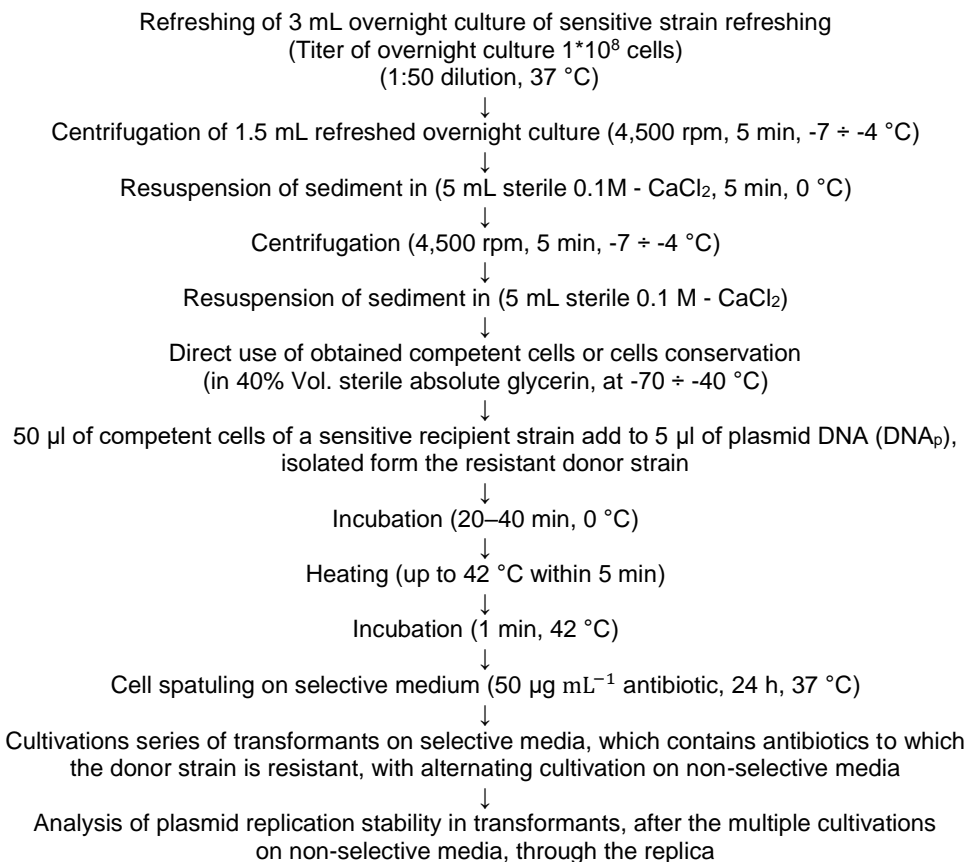 Refreshing of 3 mL overnight culture of sensitive strain refreshing
(Titer of overnight culture 1*10⁸ cells)
(1:50 dilution, 37 °C)
↓
Centrifugation of 1.5 mL refreshed overnight culture (4,500 rpm, 5 min, -7 ÷ -4 °C)
↓
Resuspension of sediment in (5 mL sterile 0.1M - CaCl₂, 5 min, 0 °C)
↓
Centrifugation (4,500 rpm, 5 min, -7 ÷ -4 °C)
↓
Resuspension of sediment in (5 mL sterile 0.1 M - CaCl₂)
↓
Direct use of obtained competent cells or cells conservation
(in 40% Vol. sterile absolute glycerin, at -70 ÷ -40 °C)
↓
50 µl of competent cells of a sensitive recipient strain add to 5 µl of plasmid DNA (DNAₚ),
isolated form the resistant donor strain
↓
Incubation (20–40 min, 0 °C)
↓
Heating (up to 42 °C within 5 min)
↓
Incubation (1 min, 42 °C)
↓
Cell spatuling on selective medium (50 µg mL⁻¹ antibiotic, 24 h, 37 °C)
↓
Cultivations series of transformants on selective media, which contains antibiotics to which
the donor strain is resistant, with alternating cultivation on non-selective media
↓
Analysis of plasmid replication stability in transformants, after the multiple cultivations
on non-selective media, through the replica